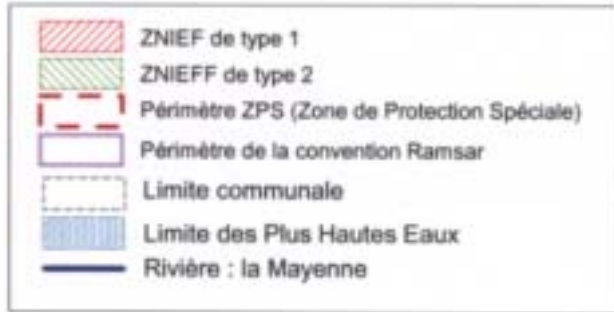 ZNIEF de type 1
ZNIEFF de type 2
Périmètre ZPS (Zone de Protection Spéciale)
Périmètre de la convention Ramsar
Limite communale
Limite des Plus Hautes Eaux
Rivière : la Mayenne